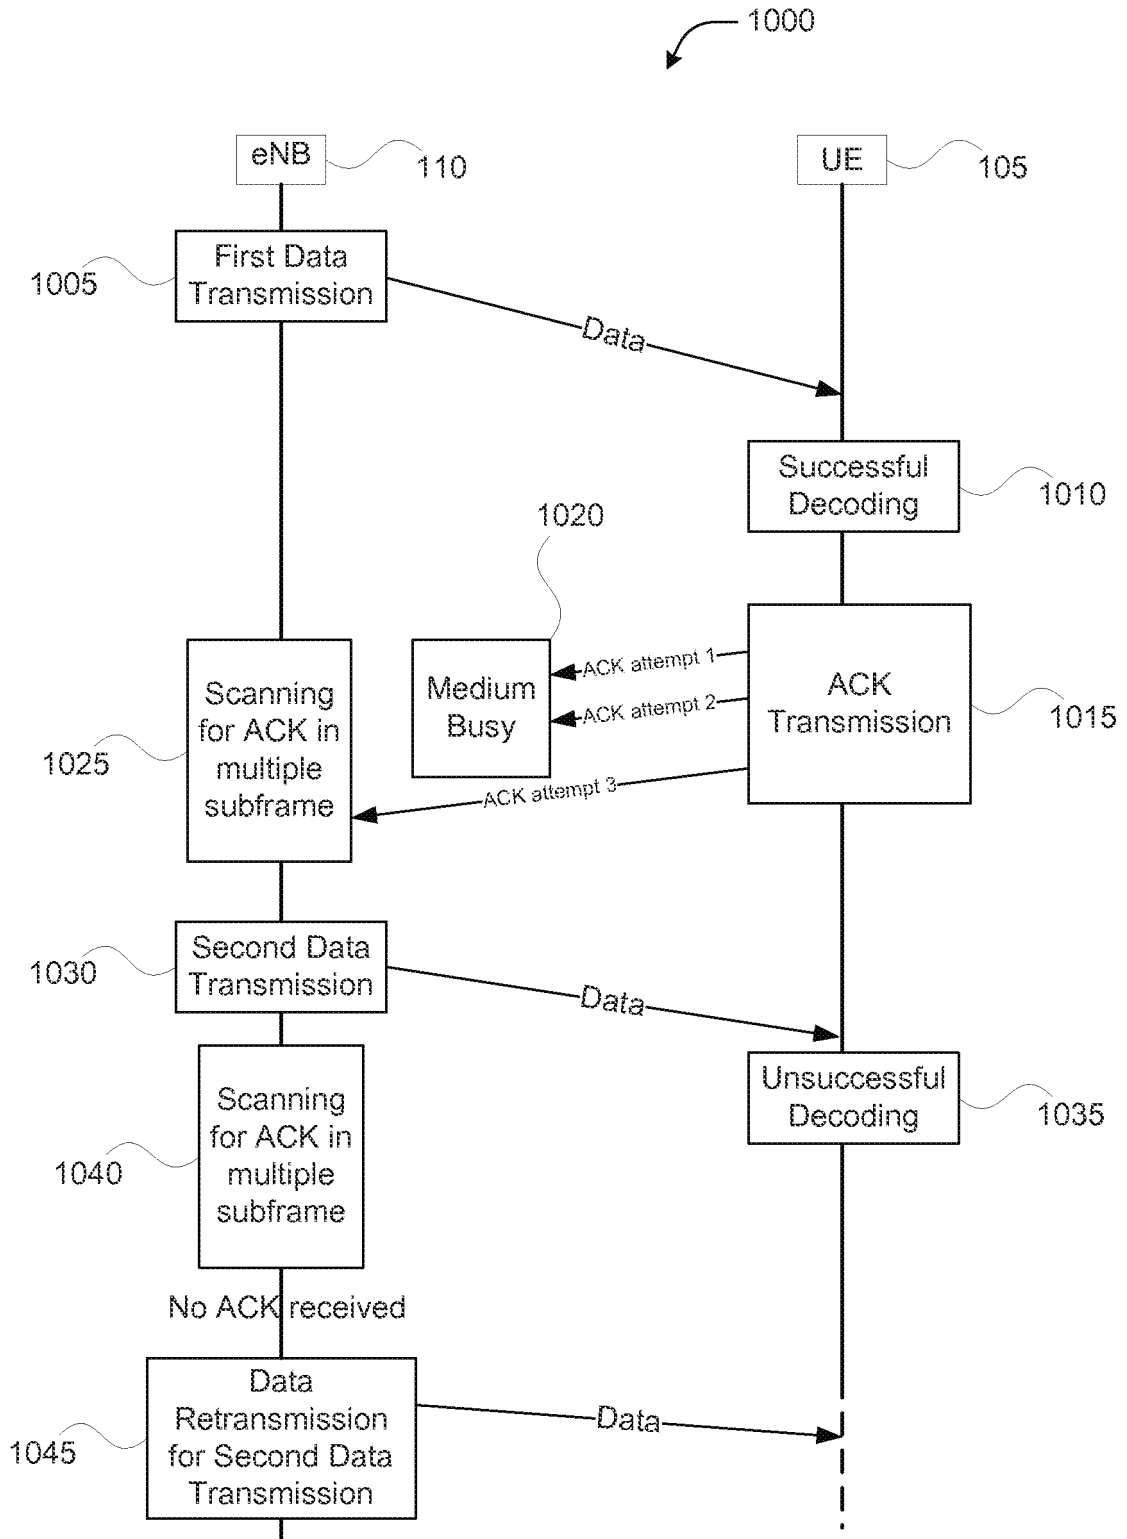 1000
eNB
110
UE
105
First Data
Transmission
1005
Data
Successful
Decoding
1010
1020
Medium
Busy
ACK attempt 1
ACK attempt 2
ACK attempt 3
ACK
Transmission
1015
Scanning
for ACK in
multiple
subframe
1025
Second Data
Transmission
1030
Data
Unsuccessful
Decoding
1035
Scanning
for ACK in
multiple
subframe
1040
No ACK received
Data
Retransmission
for Second Data
Transmission
1045
Data